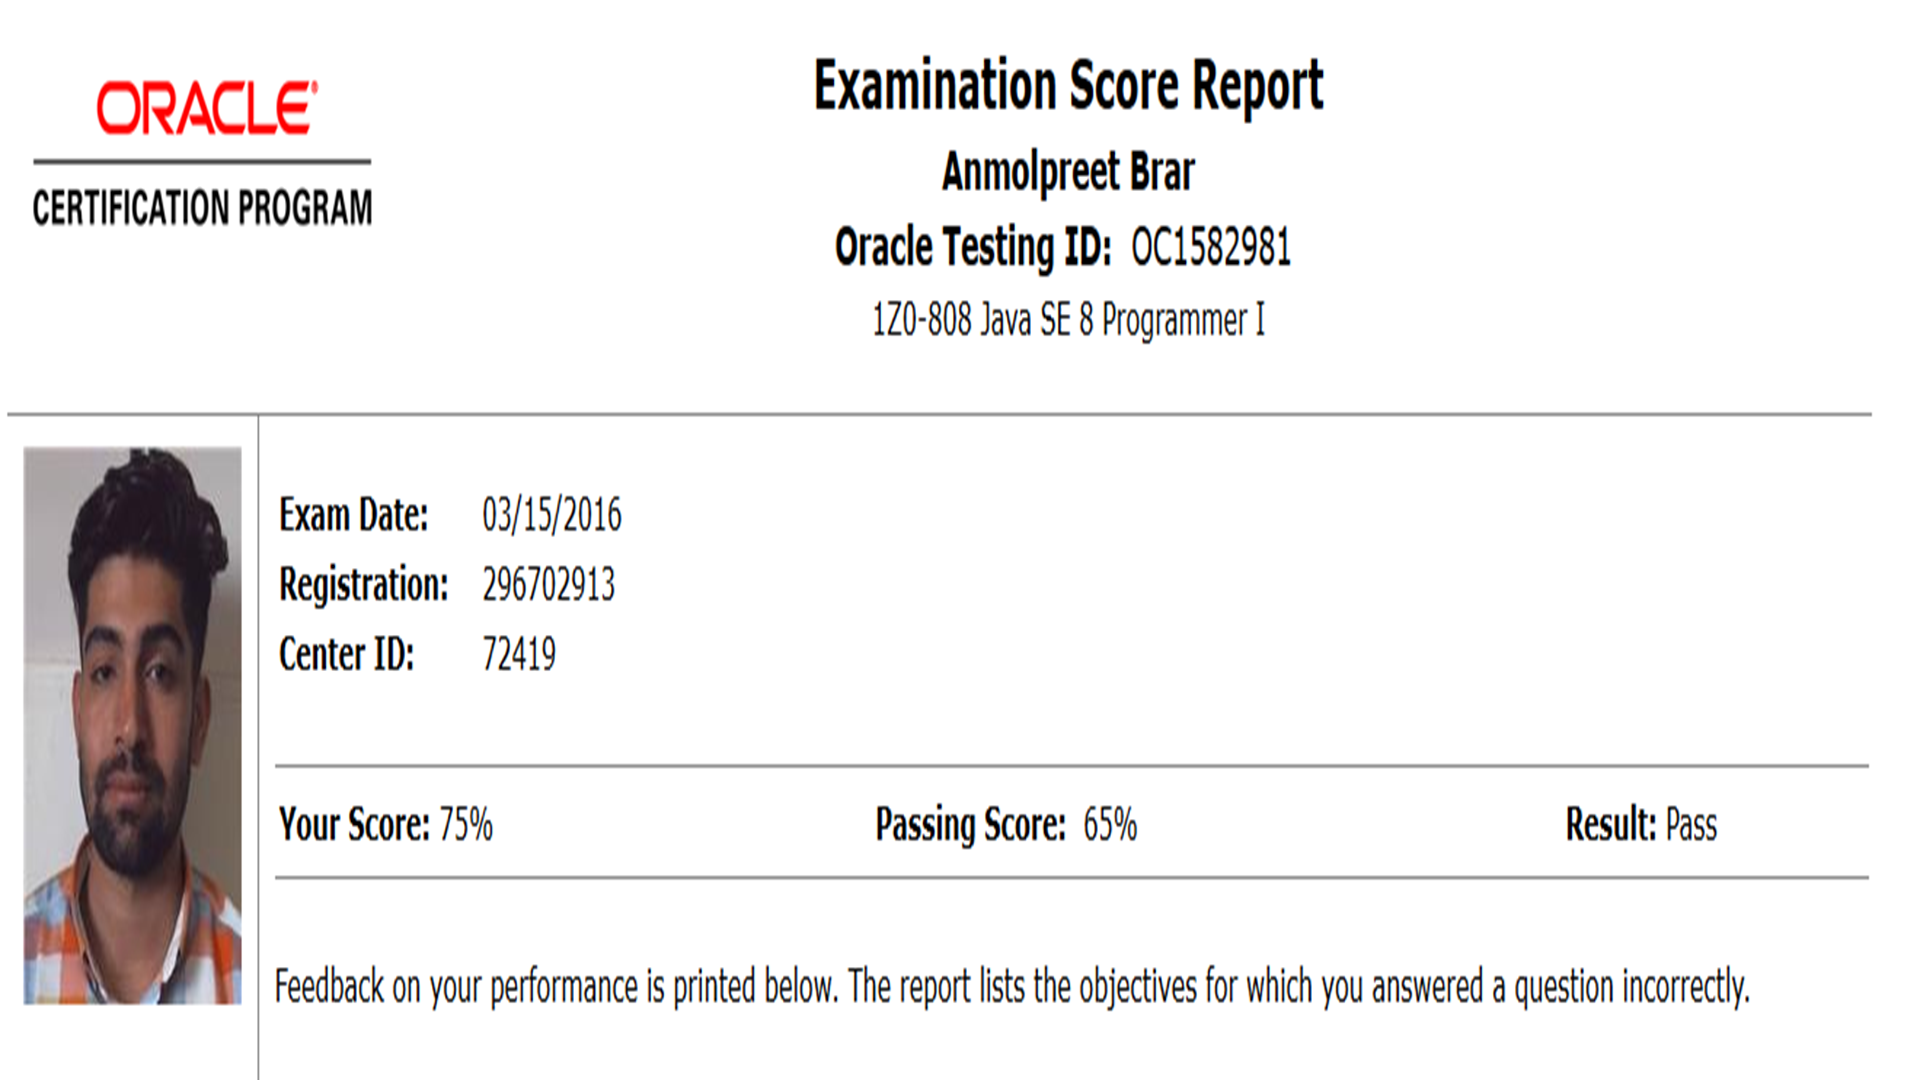 ORACLE®
CERTIFICATION PROGRAM
Examination Score Report
Anmolpreet Brar
Oracle Testing ID: OC1582981
1Z0-808 Java SE 8 Programmer I
Exam Date: 03/15/2016
Registration: 296702913
Center ID: 72419
Your Score: 75% Passing Score: 65% Result: Pass
Feedback on your performance is printed below. The report lists the objectives for which you answered a question incorrectly.